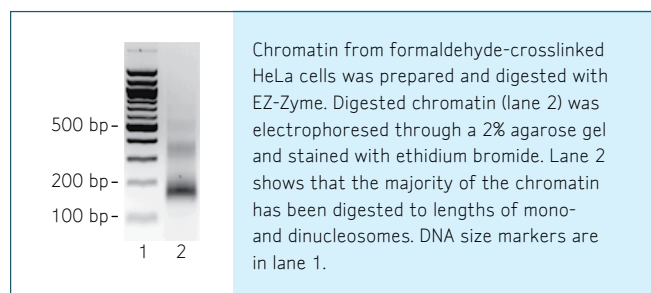 500 bp-
200 bp-
100 bp-
1 2
Chromatin from formaldehyde-crosslinked
HeLa cells was prepared and digested with
EZ-Zyme. Digested chromatin (lane 2) was
electrophoresed through a 2% agarose gel
and stained with ethidium bromide. Lane 2
shows that the majority of the chromatin
has been digested to lengths of mono-
and dinucleosomes. DNA size markers are
in lane 1.